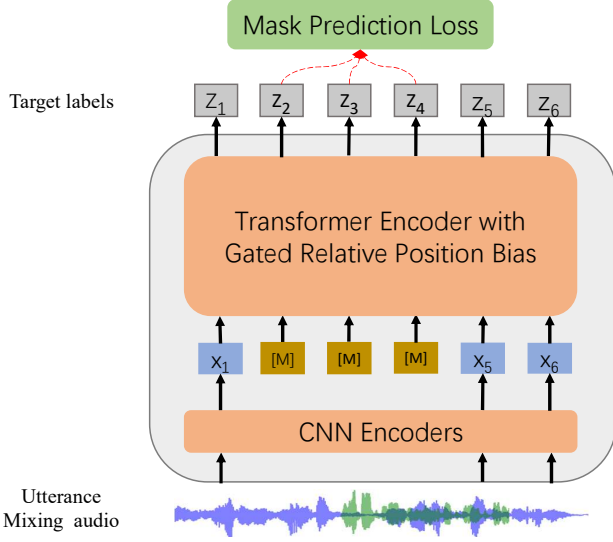 Mask Prediction Loss
Target labels
Z1 z2 z3 z4 Z5 Z6
Transformer Encoder with
Gated Relative Position Bias
x1 [M] [M] [M] x5 x6
CNN Encoders
Utterance
Mixing audio